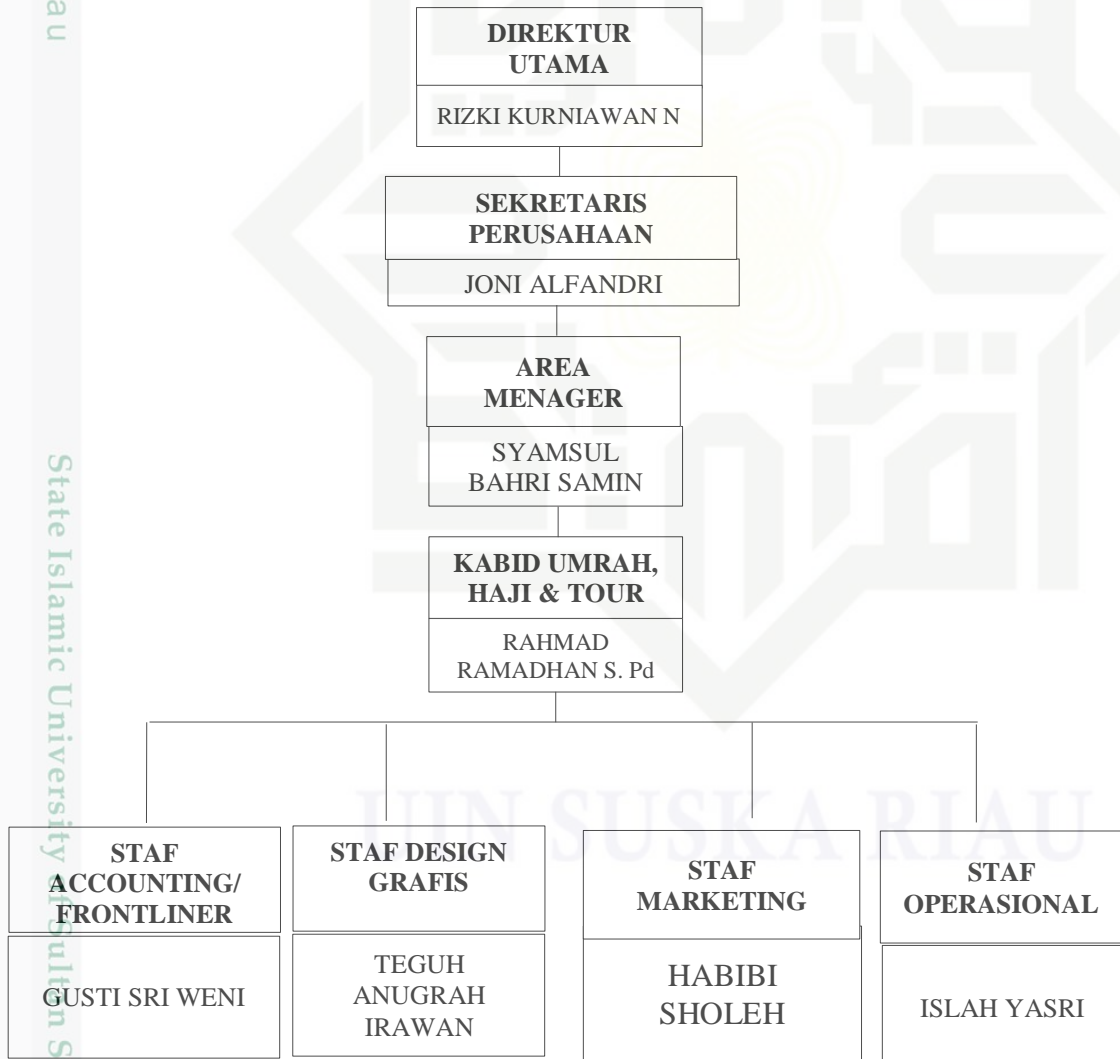 au
State Islamic University of Sultan S
DIREKTUR
UTAMA
RIZKI KURNIAWAN N
SEKRETARIS
PERUSAHAAN
JONI ALFANDRI
AREA
MENAGER
SYAMSUL
BAHRI SAMIN
KABID UMRAH,
HAJI & TOUR
RAHMAD
RAMADHAN S. Pd
UIN SUSKA RIAU
STAF
ACCOUNTING/
FRONTLINER
GUSTI SRI WENI
STAF DESIGN
GRAFIS
TEGUH
ANUGRAH
IRAWAN
STAF
MARKETING
HABIBI
SHOLEH
STAF
OPERASIONAL
ISLAH YASRI